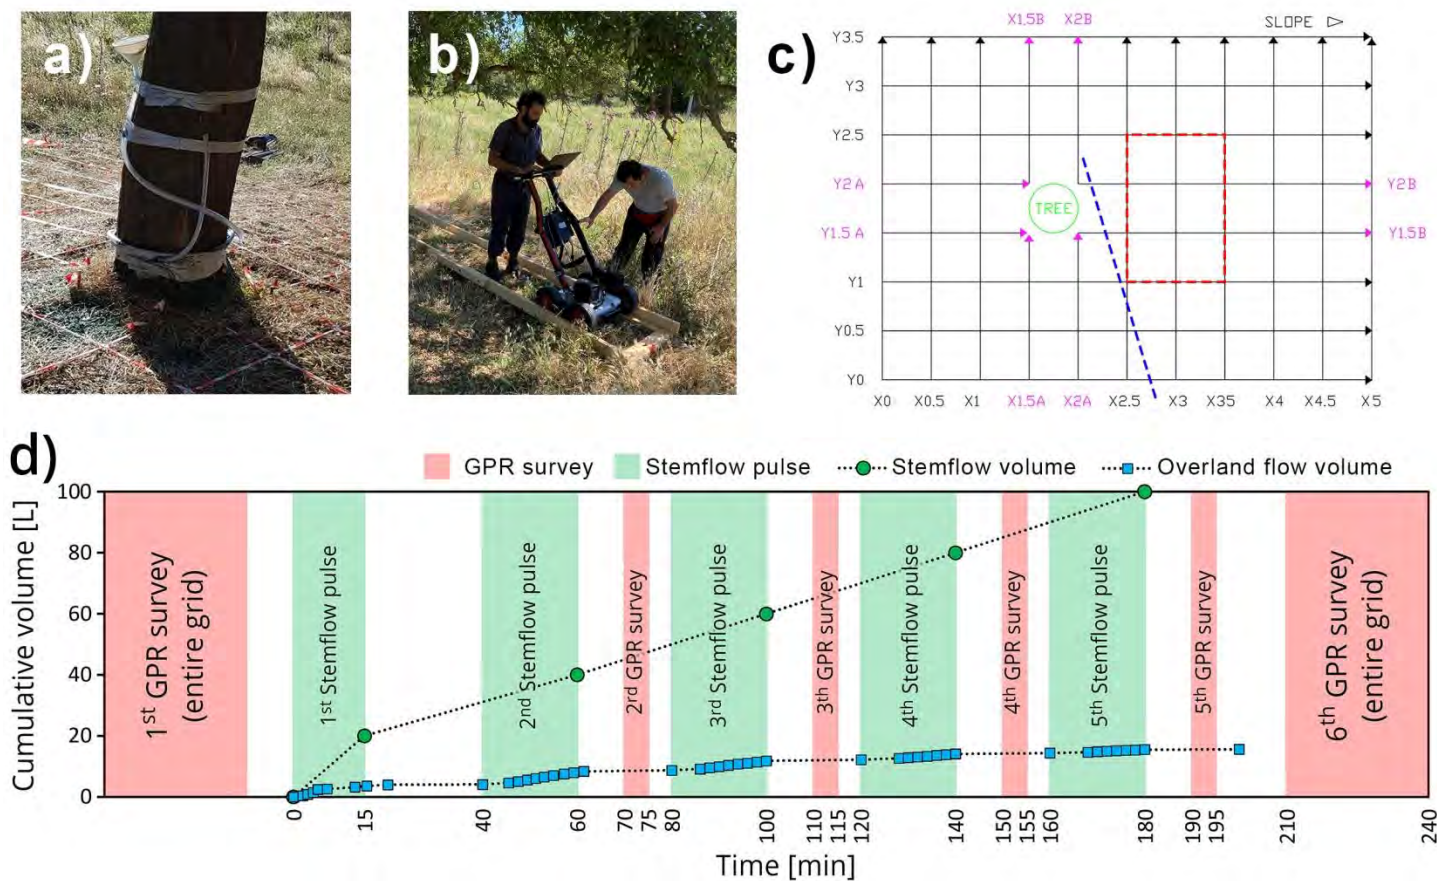 a)
b)
c)
X1.5B X2B SLOPE
Y3.5
Y3
Y2.5
Y2 A TREE Y2B
Y1.5 A Y1.5B
Y1
Y0.5
Y0
X0 X0.5 X1 X1.5A X2A X2.5 X3 X35 X4 X4.5 X5
d)
GPR survey Stemflow pulse Stemflow volume Overland flow volume
Cumulative volume [L]
100
80
60
40
20
0
1st GPR survey
(entire grid)
1st Stemflow pulse
2nd Stemflow pulse
2rd GPR survey
3rd Stemflow pulse
3th GPR survey
4th Stemflow pulse
4th GPR survey
5th Stemflow pulse
5th GPR survey
6th GPR survey
(entire grid)
0 15 40 60 70 75 80 100 110 115 120 140 150 155 160 180 190 195 210 240
Time [min]